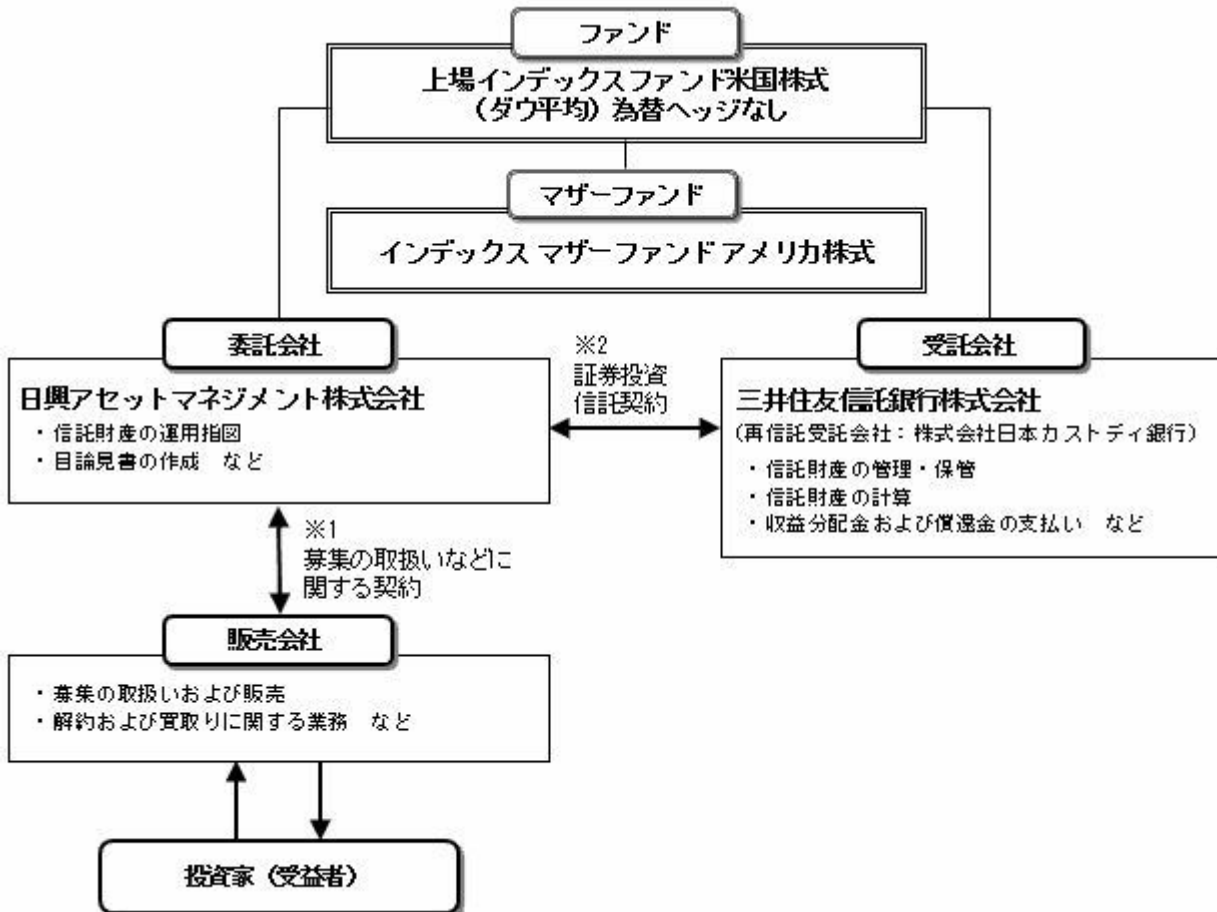 ファンド
上場インデックスファンド米国株式
(ダウ平均) 為替ヘッジなし
マザーファンド
インデックス マザーファンド アメリカ株式
委託会社
日興アセットマネジメント株式会社
・信託財産の運用指図
・目論見書の作成 など
※2
証券投資
信託契約
受託会社
三井住友信託銀行株式会社
(再信託受託会社：株式会社日本カストディ銀行)
・信託財産の管理・保管
・信託財産の計算
・収益分配金および償還金の支払い など
※1
募集の取扱いなどに
関する契約
販売会社
・募集の取扱いおよび販売
・解約および買取りに関する業務 など
投資家 (受益者)